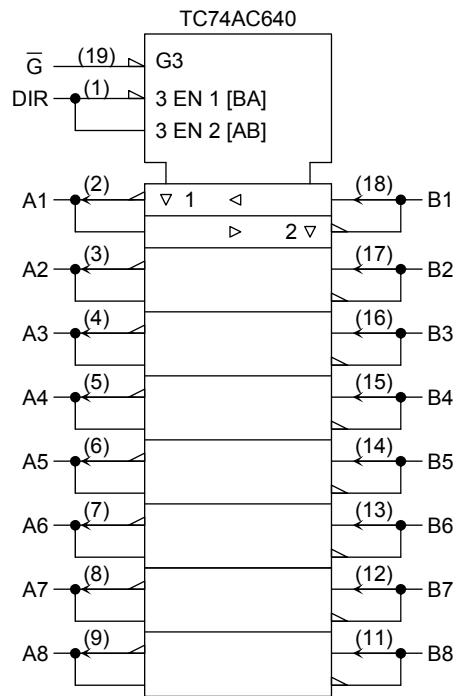 TC74AC640
G̅ (19) G3
DIR (1) 3 EN 1 [BA]
3 EN 2 [AB]
A1 (2) ▽ 1 ◁ (18) B1
▷ 2 ▽
A2 (3) (17) B2
A3 (4) (16) B3
A4 (5) (15) B4
A5 (6) (14) B5
A6 (7) (13) B6
A7 (8) (12) B7
A8 (9) (11) B8